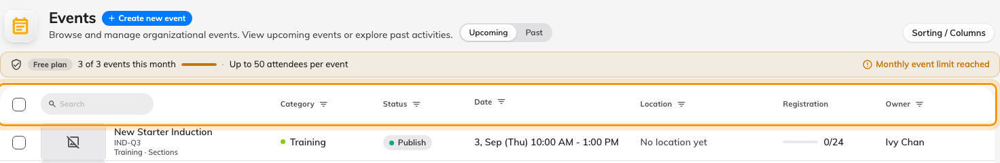 Events
+ Create new event
Browse and manage organizational events. View upcoming events or explore past activities.
Upcoming
Past
Sorting / Columns
Free plan
3 of 3 events this month
· Up to 50 attendees per event
Monthly event limit reached
Search
Category
Status
Date
Location
Registration
Owner
New Starter Induction
IND-Q3
Training · Sections
Training
Publish
3, Sep (Thu) 10:00 AM - 1:00 PM
No location yet
0/24
Ivy Chan